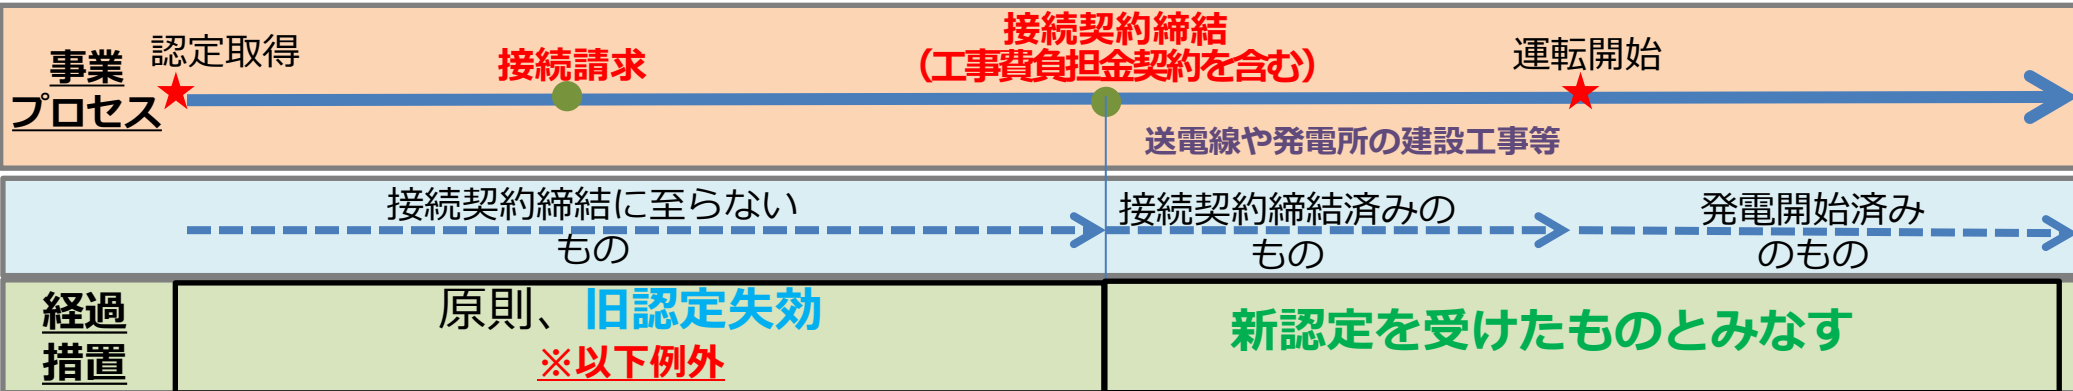 事業
プロセス
認定取得
接続請求
接続契約締結
（工事費負担金契約を含む）
運転開始
送電線や発電所の建設工事等
接続契約締結に至らない
もの
接続契約締結済みの
もの
発電開始済み
のもの
経過
措置
原則、旧認定失効
※以下例外
新認定を受けたものとみなす